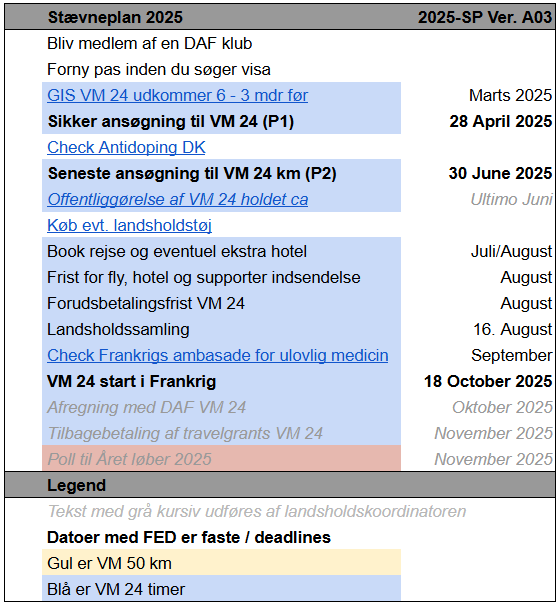 Stævneplan 2025 2025-SP Ver. A03
Bliv medlem af en DAF klub
Forny pas inden du søger visa
GIS VM 24 udkommer 6 - 3 mdr før Marts 2025
Sikker ansøgning til VM 24 (P1) 28 April 2025
Check Antidoping DK
Seneste ansøgning til VM 24 km (P2) 30 June 2025
Offentliggørelse af VM 24 holdet ca Ultimo Juni
Køb evt. landsholdstøj
Book rejse og eventuel ekstra hotel Juli/August
Frist for fly, hotel og supporter indsendelse August
Forudsbetalingsfrist VM 24 August
Landsholdssamling 16. August
Check Frankrigs ambasade for ulovlig medicin September
VM 24 start i Frankrig 18 October 2025
Afregning med DAF VM 24 Oktober 2025
Tilbagebetaling af travelgrants VM 24 November 2025
Poll til Året løber 2025 November 2025
Legend
Tekst med grå kursiv udføres af landsholdskoordinatoren
Datoer med FED er faste / deadlines
Gul er VM 50 km
Blå er VM 24 timer